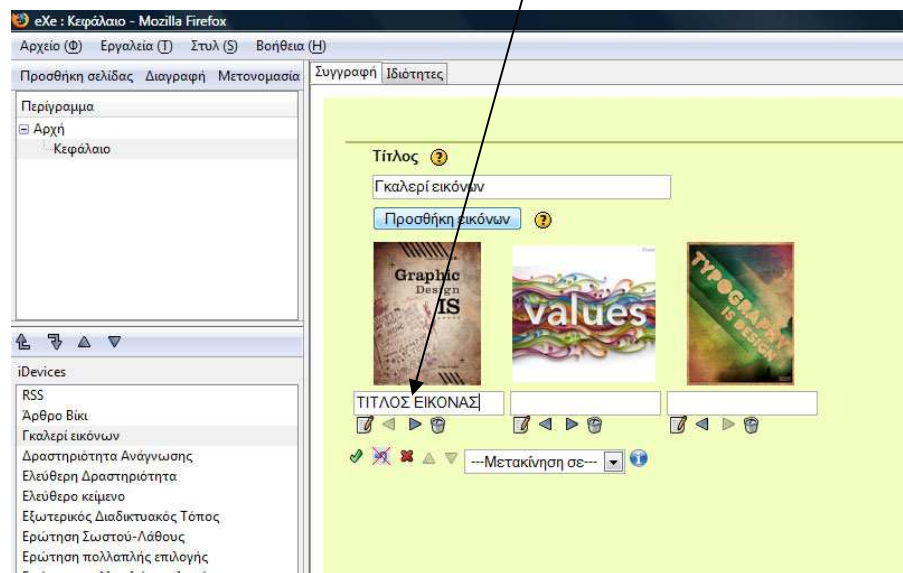 eXe : Κεφάλαιο - Mozilla Firefox
Αρχείο (Φ) Εργαλεία (Τ) Στυλ (S) Βοήθεια (Η)
Προσθήκη σελίδας Διαγραφή Μετονομασία
Περίγραμμα
Αρχή
Κεφάλαιο
iDevices
RSS
Άρθρο Βίκι
Γκαλερί εικόνων
Δραστηριότητα Ανάγνωσης
Ελεύθερη Δραστηριότητα
Ελεύθερο κείμενο
Εξωτερικός Διαδικτυακός Τόπος
Ερώτηση Σωστού-Λάθους
Ερώτηση πολλαπλής επιλογής
Συγγραφή Ιδιότητες
Τίτλος
Γκαλερί εικόνων
Προσθήκη εικόνων
Graphic
Design
IS
values
TYPOGRAPHY
IS DESIGN
ΤΙΤΛΟΣ ΕΙΚΟΝΑΣ
---Μετακίνηση σε---